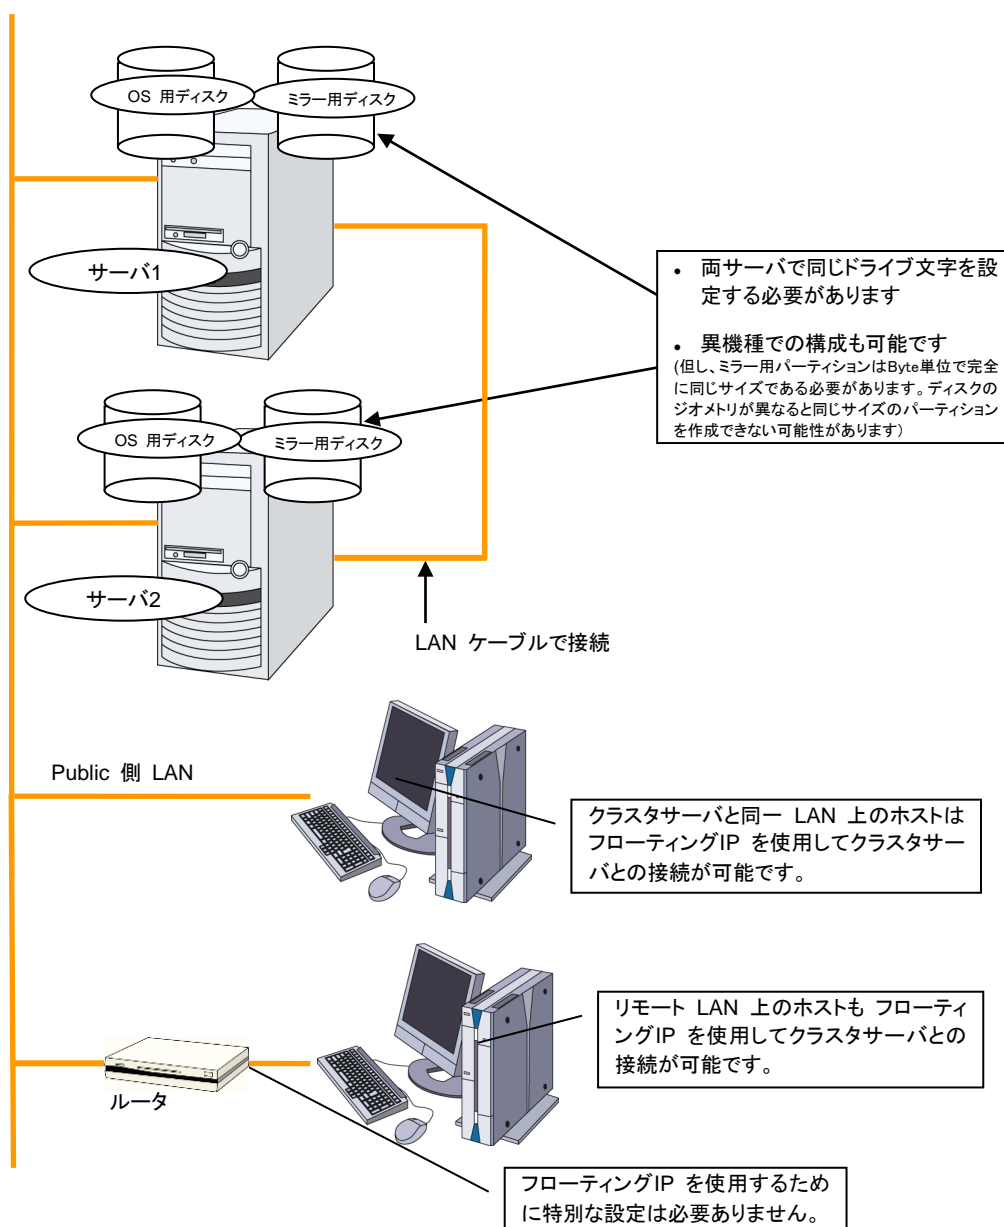 OS 用ディスク
ミラー用ディスク
サーバ1
• 両サーバで同じドライブ文字を設
定する必要があります
• 異機種での構成も可能です
(但し、ミラー用パーティションはByte単位で完全
に同じサイズである必要があります。ディスクの
ジオメトリが異なると同じサイズのパーティション
を作成できない可能性があります)
OS 用ディスク
ミラー用ディスク
サーバ2
LAN ケーブルで接続
Public 側 LAN
クラスタサーバと同一 LAN 上のホストは
フローティングIP を使用してクラスタサー
バとの接続が可能です。
リモート LAN 上のホストも フローティ
ングIP を使用してクラスタサーバとの
接続が可能です。
ルータ
フローティングIP を使用するため
に特別な設定は必要ありません。